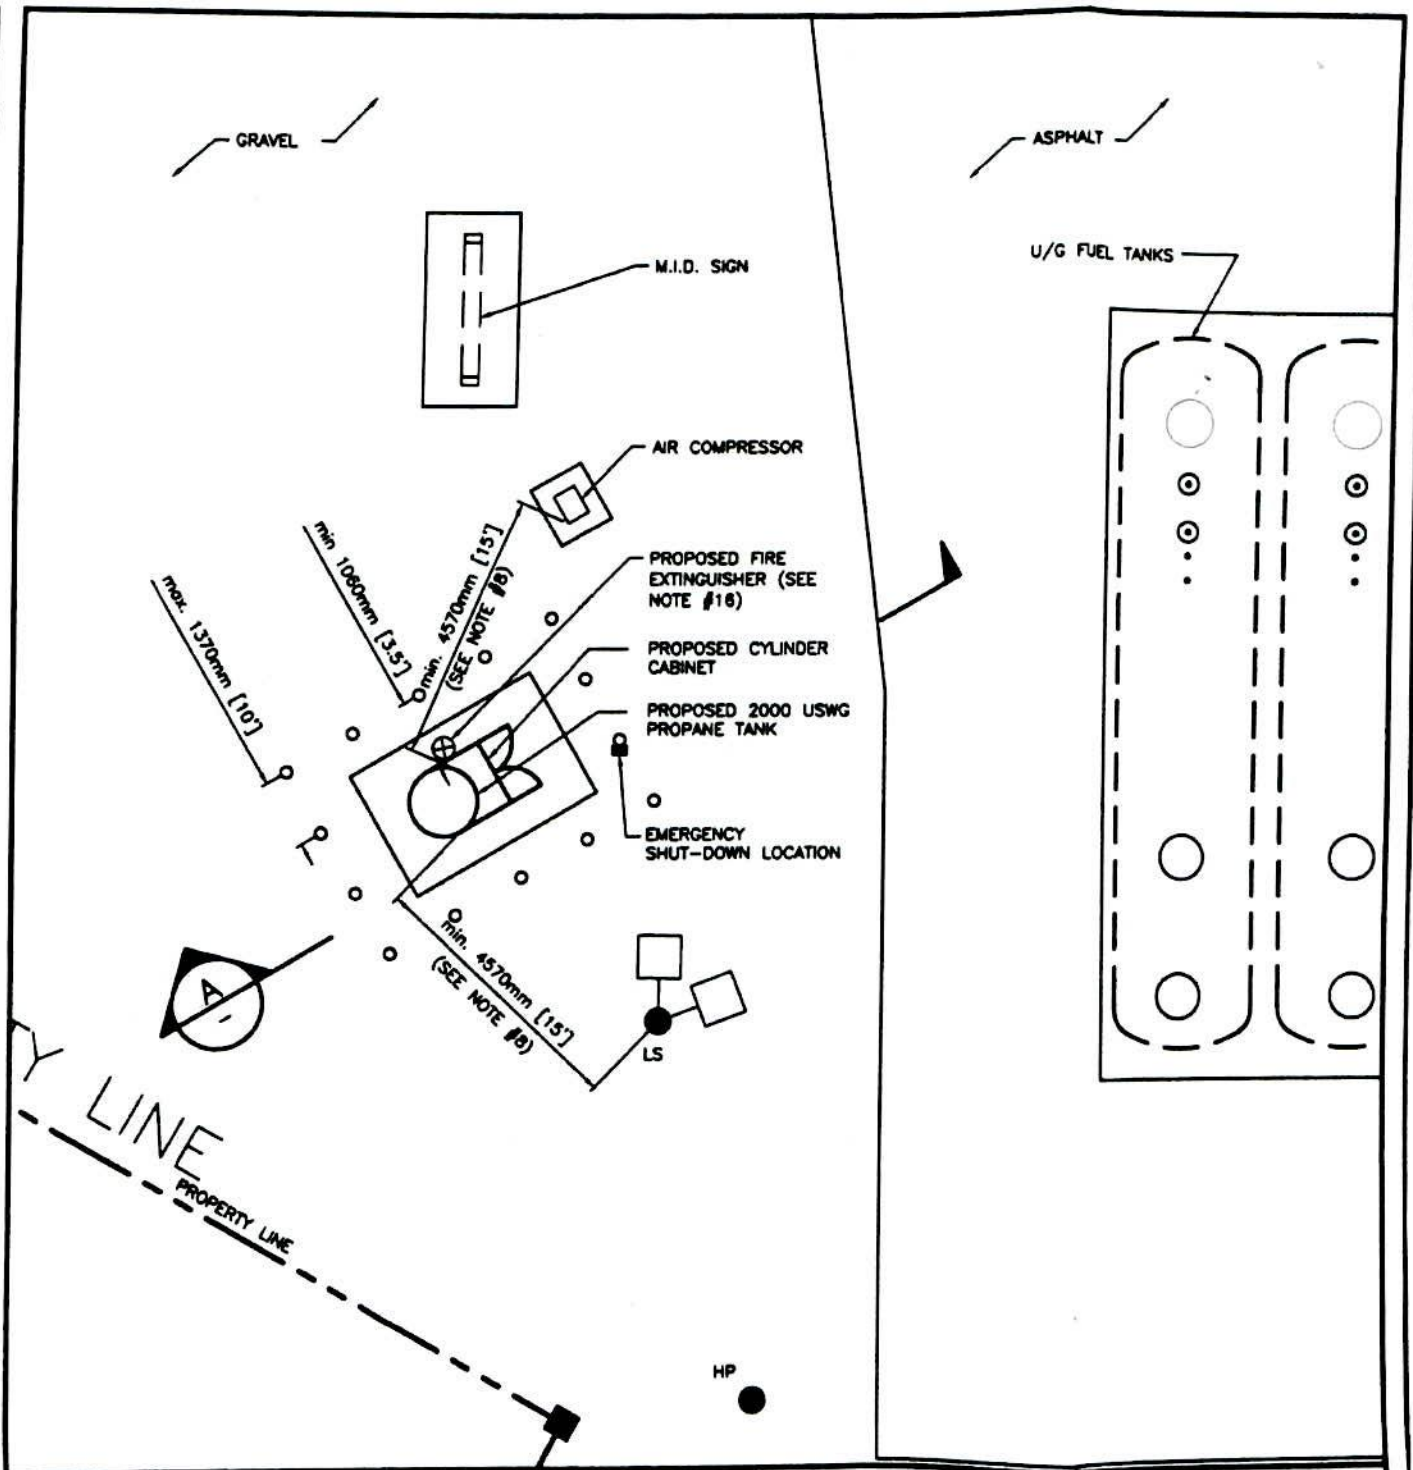 GRAVEL
ASPHALT
U/G FUEL TANKS
M.I.D. SIGN
AIR COMPRESSOR
min 1060mm [3.5']
min. 4570mm [15']
(SEE NOTE #8)
PROPOSED FIRE
EXTINGUISHER (SEE
NOTE #16)
max. 1370mm [10']
PROPOSED CYLINDER
CABINET
PROPOSED 2000 USWG
PROPANE TANK
EMERGENCY
SHUT-DOWN LOCATION
min. 4570mm [15']
(SEE NOTE #8)
A
-
LS
TY LINE
PROPERTY LINE
HP